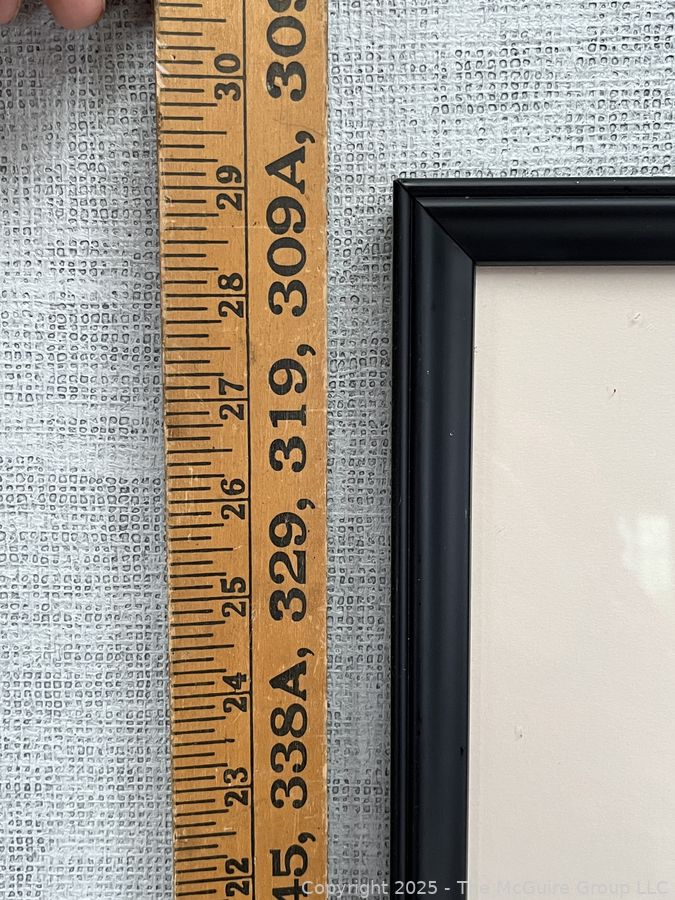 22 23 24 25 26 27 28 29 30
45, 338A, 329, 319, 309A, 309
Copyright 2025 - The McGuire Group LLC